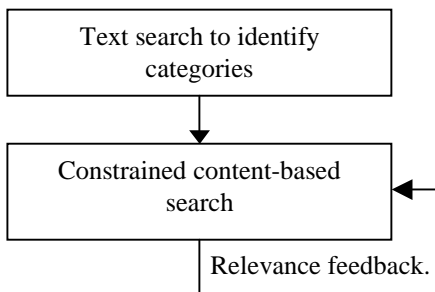 Text search to identify
categories
Constrained content-based
search
Relevance feedback.